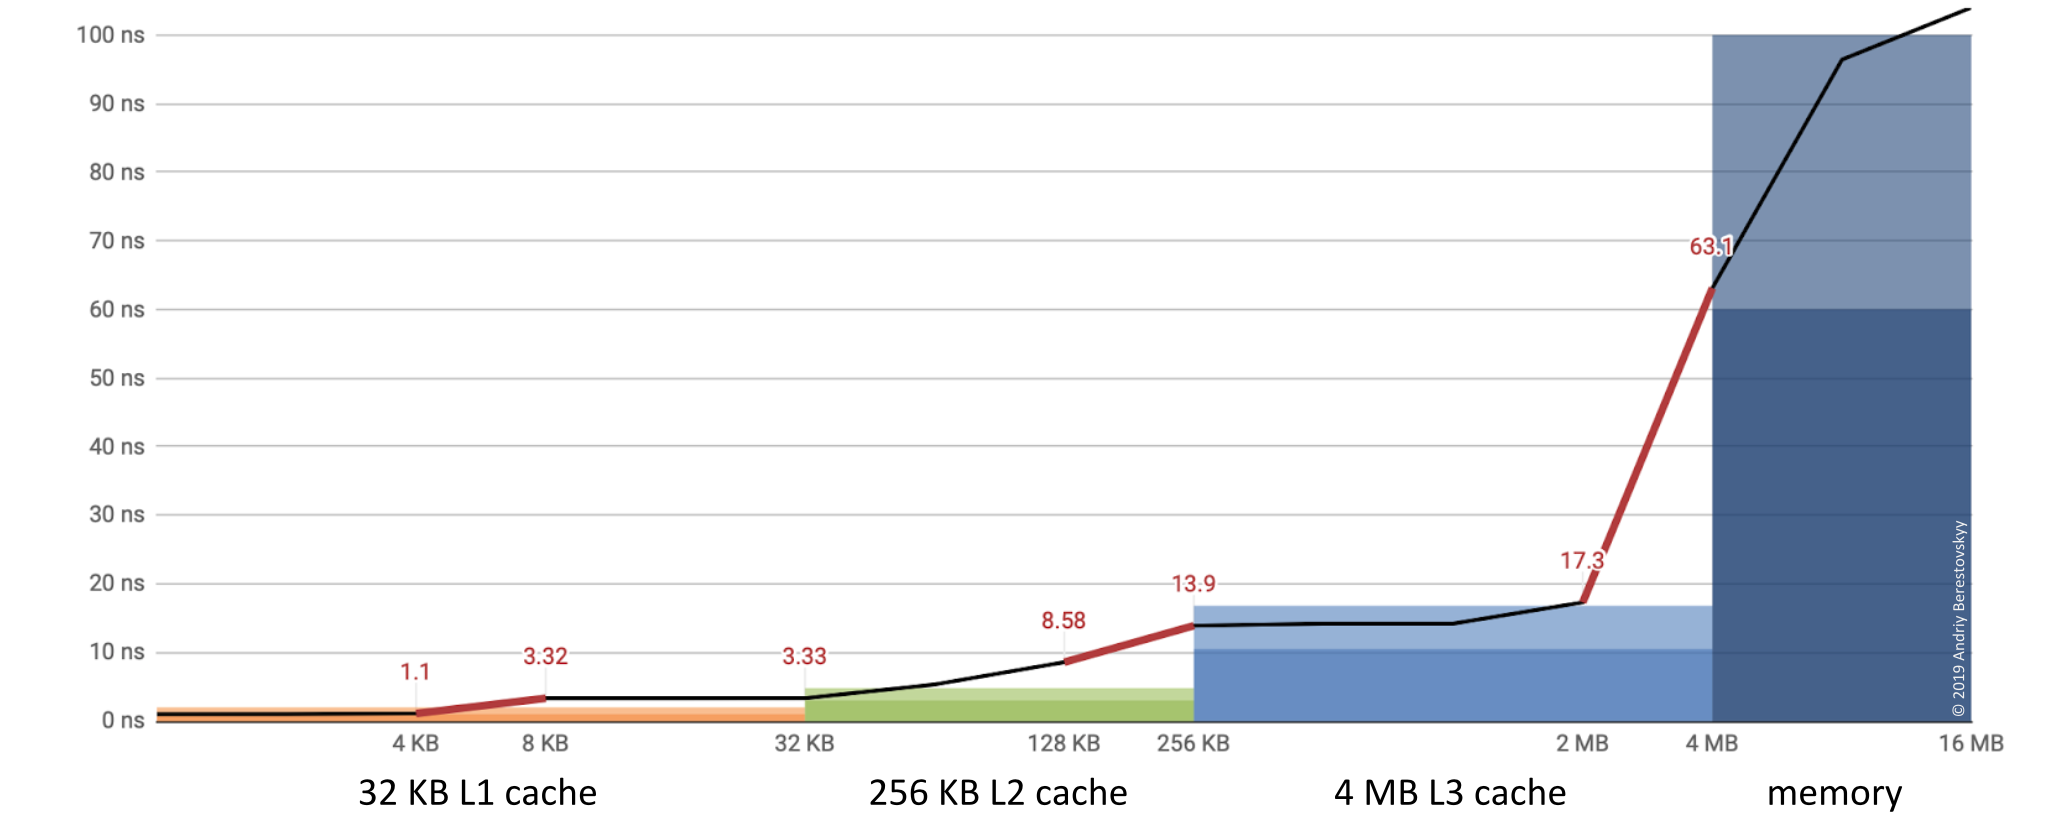 100 ns
90 ns
80 ns
70 ns
60 ns
50 ns
40 ns
30 ns
20 ns
10 ns
0 ns
1.1
3.32
3.33
8.58
13.9
17.3
63.1
4 KB
8 KB
32 KB
128 KB
256 KB
2 MB
4 MB
16 MB
32 KB L1 cache
256 KB L2 cache
4 MB L3 cache
memory
© 2019 Andriy Berestovskyy